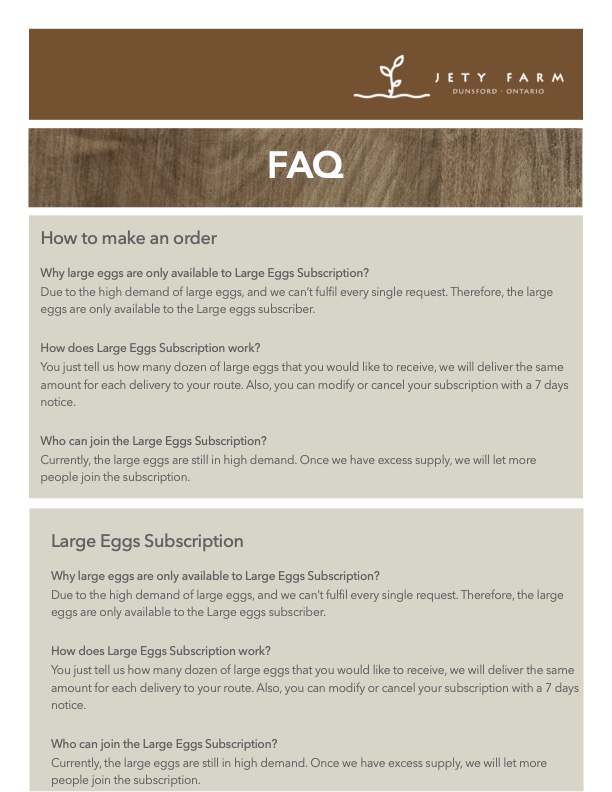 JETY FARM
DUNSFORD · ONTARIO
FAQ
How to make an order
Why large eggs are only available to Large Eggs Subscription?
Due to the high demand of large eggs, and we can't fulfil every single request. Therefore, the large
eggs are only available to the Large eggs subscriber.
How does Large Eggs Subscription work?
You just tell us how many dozen of large eggs that you would like to receive, we will deliver the same
amount for each delivery to your route. Also, you can modify or cancel your subscription with a 7 days
notice.
Who can join the Large Eggs Subscription?
Currently, the large eggs are still in high demand. Once we have excess supply, we will let more
people join the subscription.
Large Eggs Subscription
Why large eggs are only available to Large Eggs Subscription?
Due to the high demand of large eggs, and we can't fulfil every single request. Therefore, the large
eggs are only available to the Large eggs subscriber.
How does Large Eggs Subscription work?
You just tell us how many dozen of large eggs that you would like to receive, we will deliver the same
amount for each delivery to your route. Also, you can modify or cancel your subscription with a 7 days
notice.
Who can join the Large Eggs Subscription?
Currently, the large eggs are still in high demand. Once we have excess supply, we will let more
people join the subscription.